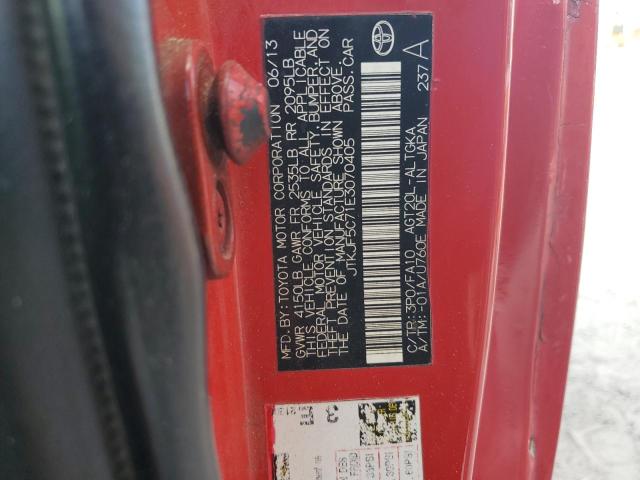 MFD.BY:TOYOTA MOTOR CORPORATION 06/13
GVWR 4150LB GAWR FR 2535LB RR 2095LB
THIS VEHICLE CONFORMS TO ALL APPLICABLE
FEDERAL MOTOR VEHICLE SAFETY, BUMPER, AND
THEFT PREVENTION STANDARDS IN EFFECT ON
THE DATE OF MANUFACTURE SHOWN ABOVE.
JTKJF5C71E3070405 PASS.CAR
C/TR:3P0/FA10 AGT20L-ALTGKA
A/TM:-01A/U760E MADE IN JAPAN 237A